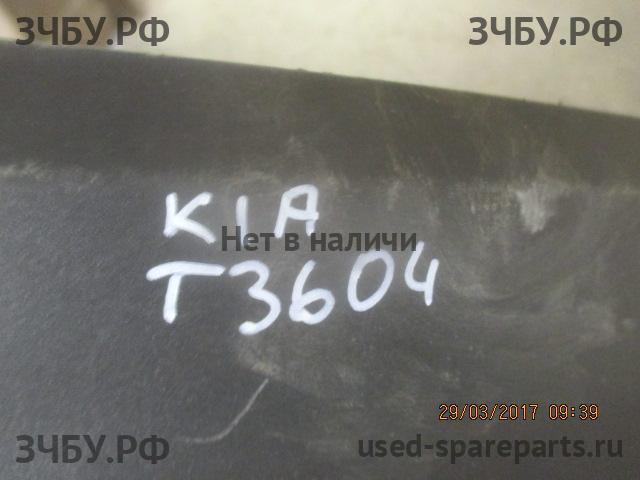 ЗЧБУ.РФ ЗЧБУ.РФ
KIA
Нет в наличи
T3604
29/03/2017 09:39
ЗЧБУ.РФ used-spareparts.ru